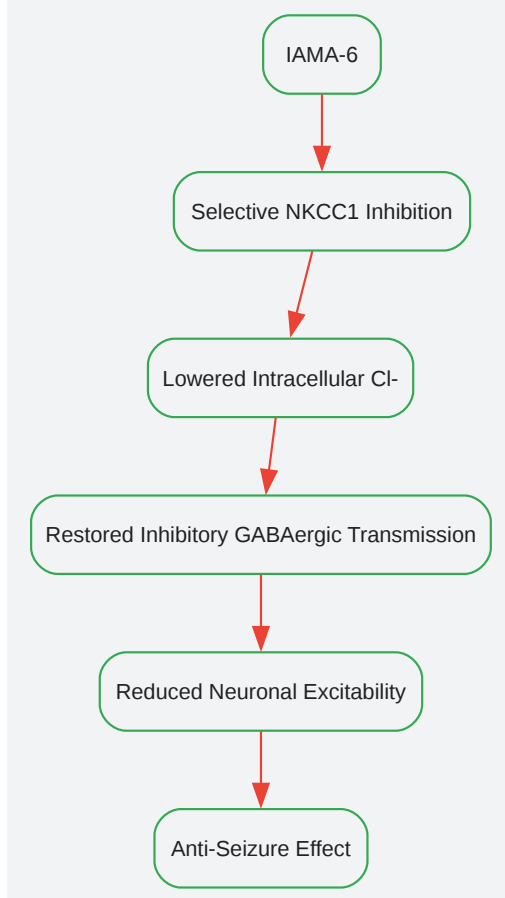 IAMA-6
Selective NKCC1 Inhibition
Lowered Intracellular Cl-
Restored Inhibitory GABAergic Transmission
Reduced Neuronal Excitability
Anti-Seizure Effect